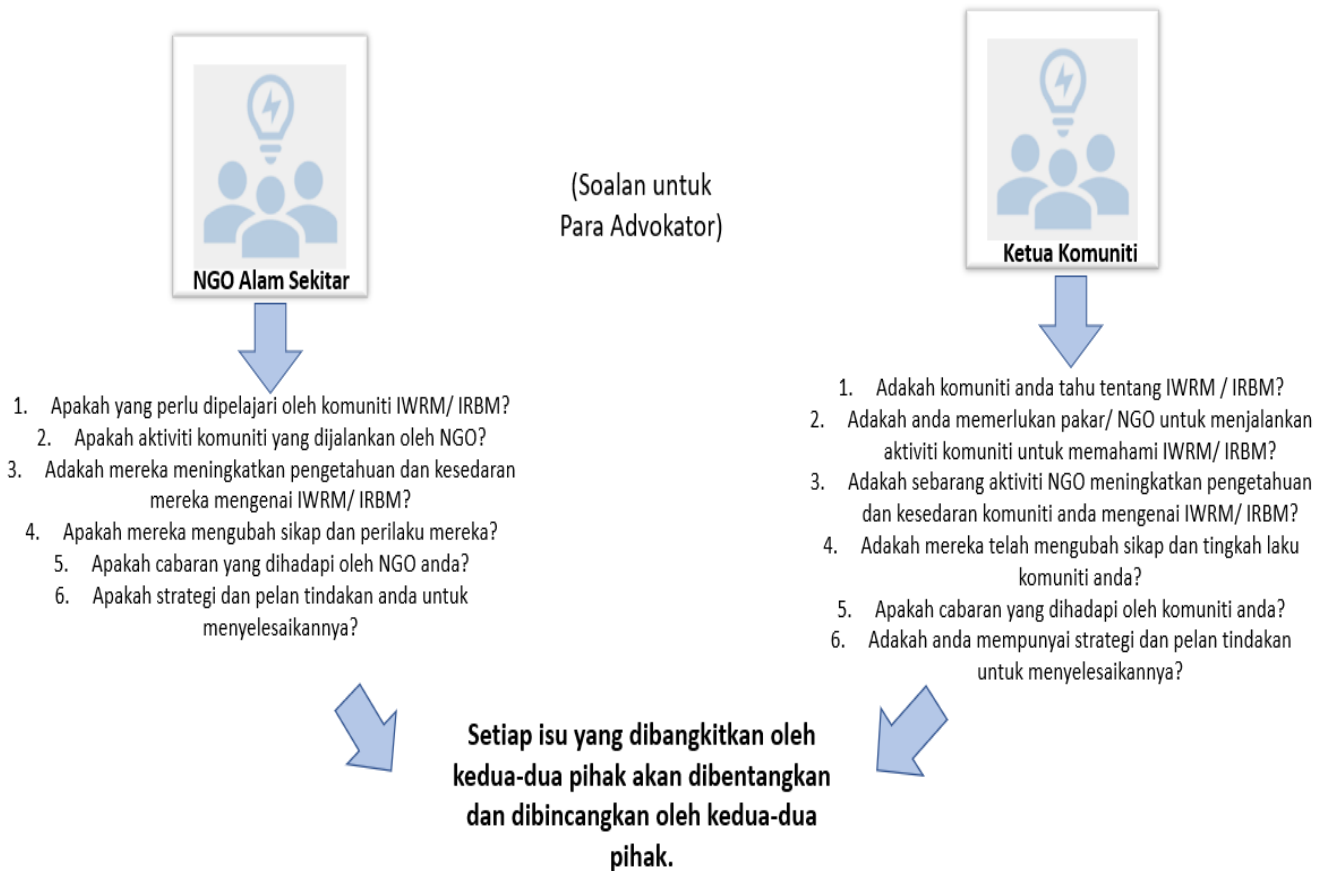 NGO Alam Sekitar
(Soalan untuk
Para Advokator)
Ketua Komuniti
1. Apakah yang perlu dipelajari oleh komuniti IWRM/ IRBM?
2. Apakah aktiviti komuniti yang dijalankan oleh NGO?
3. Adakah mereka meningkatkan pengetahuan dan kesedaran
mereka mengenai IWRM/ IRBM?
4. Apakah mereka mengubah sikap dan perilaku mereka?
5. Apakah cabaran yang dihadapi oleh NGO anda?
6. Apakah strategi dan pelan tindakan anda untuk
menyelesaikannya?
1. Adakah komuniti anda tahu tentang IWRM / IRBM?
2. Adakah anda memerlukan pakar/ NGO untuk menjalankan
aktiviti komuniti untuk memahami IWRM/ IRBM?
3. Adakah sebarang aktiviti NGO meningkatkan pengetahuan
dan kesedaran komuniti anda mengenai IWRM/ IRBM?
4. Adakah mereka telah mengubah sikap dan tingkah laku
komuniti anda?
5. Apakah cabaran yang dihadapi oleh komuniti anda?
6. Adakah anda mempunyai strategi dan pelan tindakan
untuk menyelesaikannya?
Setiap isu yang dibangkitkan oleh
kedua-dua pihak akan dibentangkan
dan dibincangkan oleh kedua-dua
pihak.